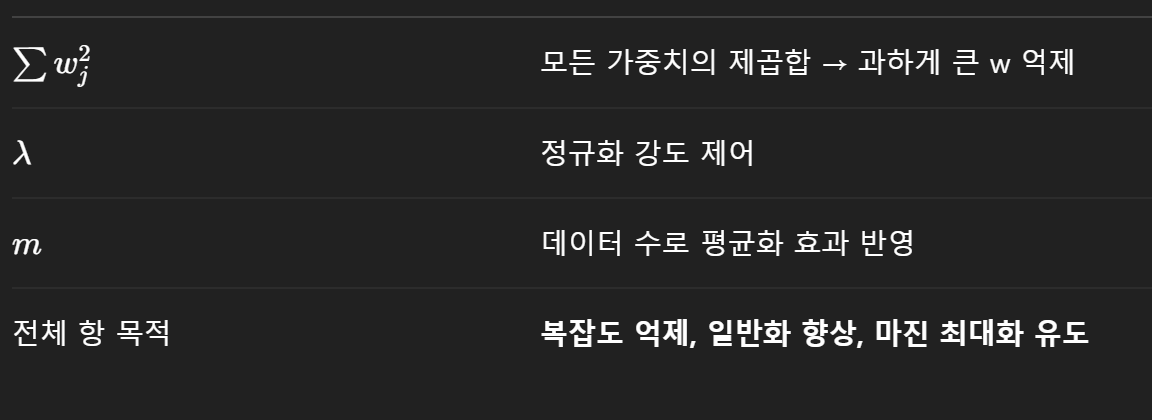 ∑ w_j^2 모든 가중치의 제곱합 → 과하게 큰 w 억제
λ 정규화 강도 제어
m 데이터 수로 평균화 효과 반영
전체 항 목적 복잡도 억제, 일반화 향상, 마진 최대화 유도